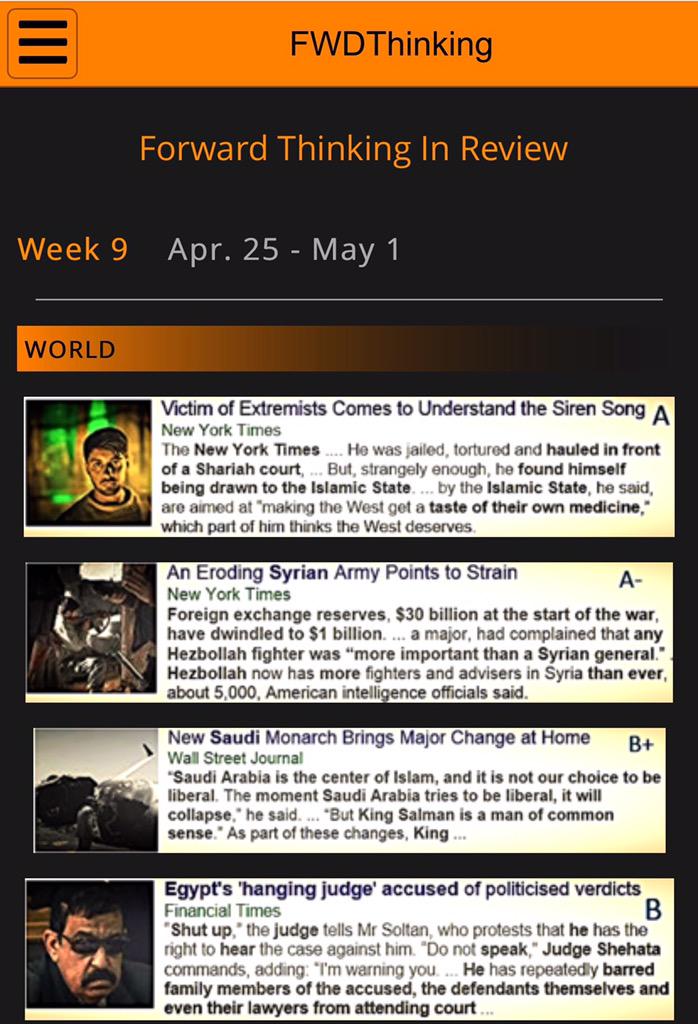 FWDThinking
Forward Thinking In Review
Week 9 Apr. 25 - May 1
WORLD
Victim of Extremists Comes to Understand the Siren Song A
New York Times
The New York Times .... He was jailed, tortured and hauled in front
of a Shariah court, ... But, strangely enough, he found himself
being drawn to the Islamic State. ... by the Islamic State, he said,
are aimed at "making the West get a taste of their own medicine,"
which part of him thinks the West deserves.
An Eroding Syrian Army Points to Strain A-
New York Times
Foreign exchange reserves, $30 billion at the start of the war,
have dwindled to $1 billion. ... a major, had complained that any
Hezbollah fighter was “more important than a Syrian general.” .
Hezbollah now has more fighters and advisers in Syria than ever,
about 5,000, American intelligence officials said.
New Saudi Monarch Brings Major Change at Home B+
Wall Street Journal
“Saudi Arabia is the center of Islam, and it is not our choice to be
liberal. The moment Saudi Arabia tries to be liberal, it will
collapse,” he said. ... “But King Salman is a man of common
sense.” As part of these changes, King ...
Egypt's 'hanging judge' accused of politicised verdicts B
Financial Times
"Shut up," the judge tells Mr Soltan, who protests that he has the
right to hear the case against him. "Do not speak," Judge Shehata
commands, adding: "I'm warning you. ... He has repeatedly barred
family members of the accused, the defendants themselves and
even their lawyers from attending court ...